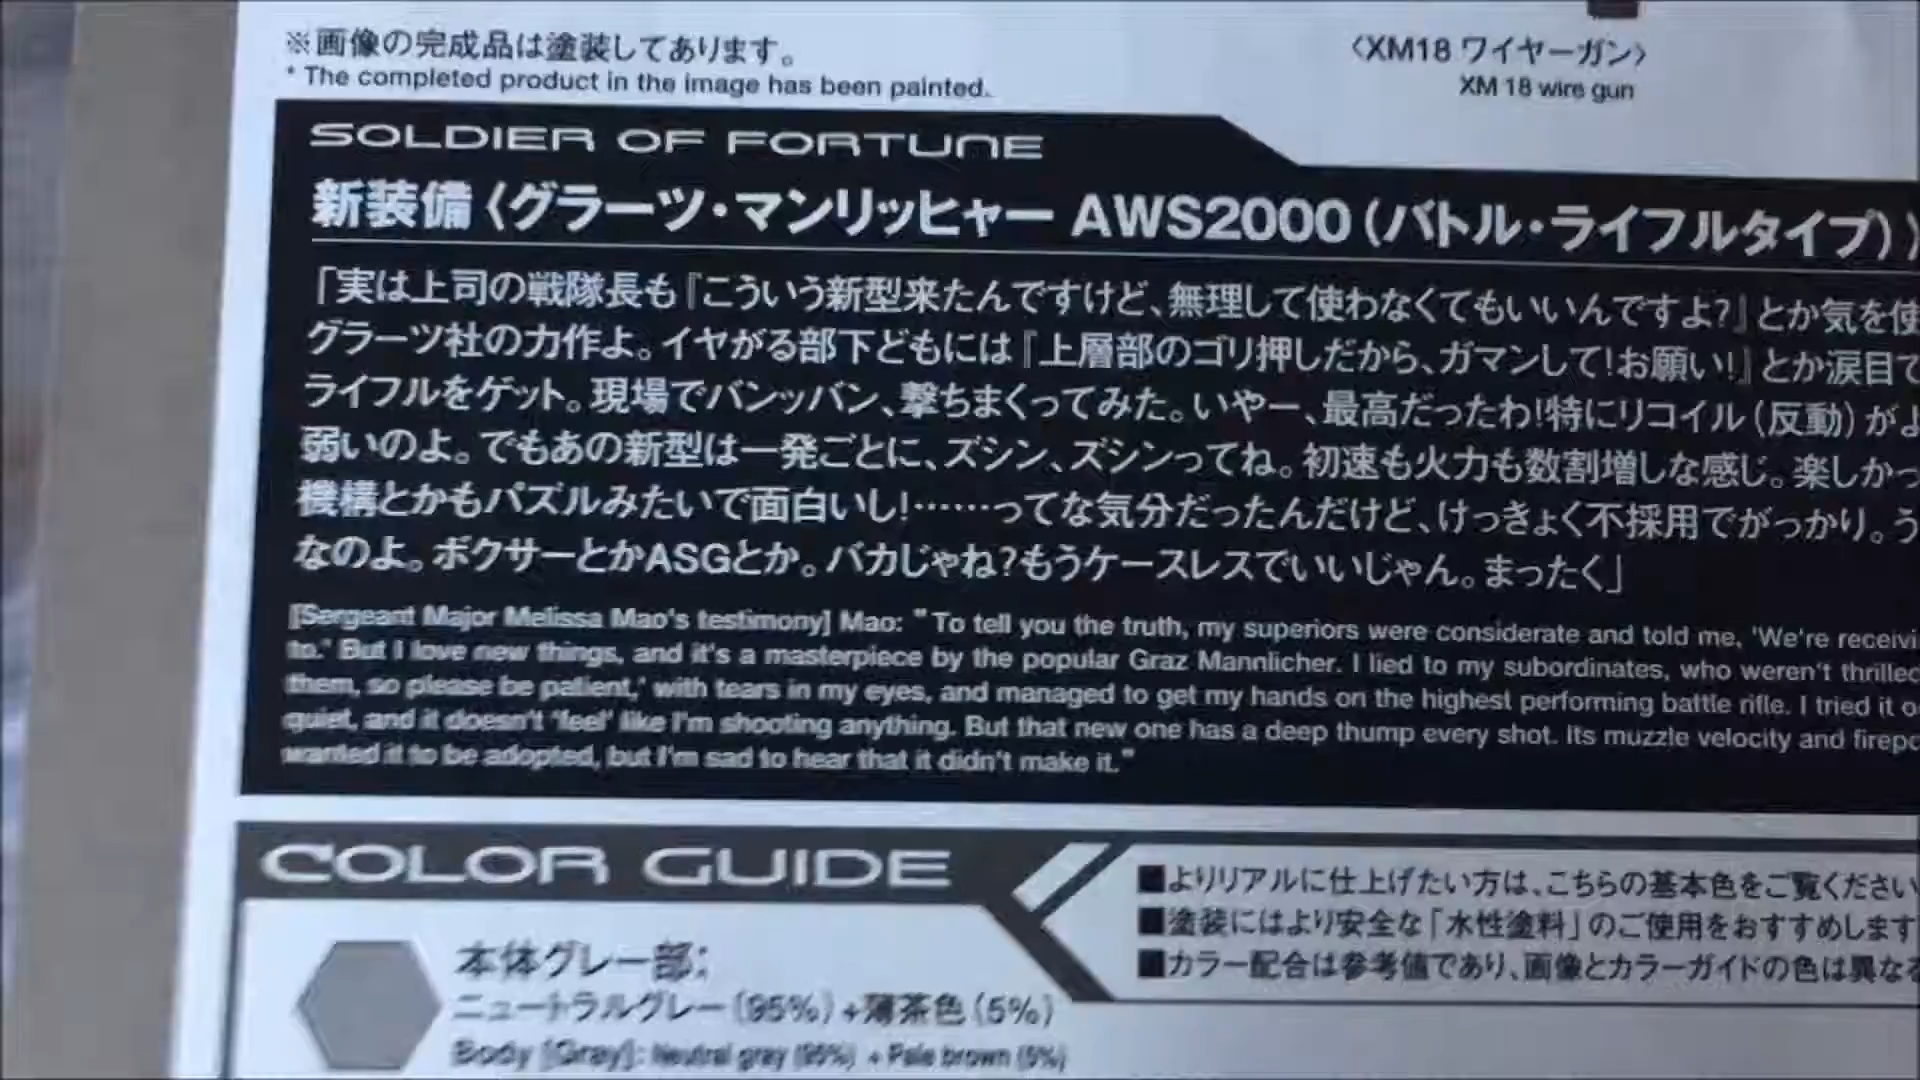 ※画像の完成品は塗装してあります。
* The completed product in the image has been painted.
〈XM18 ワイヤーガン〉
XM 18 wire gun
SOLDIER OF FORTUNE
新装備〈グラーツ・マンリッヒャー AWS2000(バトル・ライフルタイプ)〉
「実は上司の戦隊長も『こういう新型来たんですけど、無理して使わなくてもいいんですよ?』とか気を使
グラーツ社の力作よ。イヤがる部下どもには『上層部のゴリ押しだから、ガマンして!お願い!』とか涙目で
ライフルをゲット。現場でバンッバン、撃ちまくってみた。いやー、最高だったわ!特にリコイル(反動)がよ
弱いのよ。でもあの新型は一発ごとに、ズシン、ズシンってね。初速も火力も数割増しな感じ。楽しかっ
機構とかもパズルみたいで面白いし!……ってな気分だったんだけど、けっきょく不採用でがっかり。う
なのよ。ボクサーとかASGとか。バカじゃね?もうケースレスでいいじゃん。まったく」
[Sergeant Major Melissa Mao's testimony] Mao: "To tell you the truth, my superiors were considerate and told me, 'We're receivi
to.' But I love new things, and it's a masterpiece by the popular Graz Mannlicher. I lied to my subordinates, who weren't thrilled
them, so please be patient,' with tears in my eyes, and managed to get my hands on the highest performing battle rifle. I tried it o
quiet, and it doesn't 'feel' like I'm shooting anything. But that new one has a deep thump every shot. Its muzzle velocity and firepo
wanted it to be adopted, but I'm sad to hear that it didn't make it."
COLOR GUIDE
■よりリアルに仕上げたい方は、こちらの基本色をご覧ください
■塗装にはより安全な「水性塗料」のご使用をおすすめします
■カラー配合は参考値であり、画像とカラーガイドの色は異なる
本体グレー部:
ニュートラルグレー(95%)+薄茶色(5%)
Body [Gray]: Neutral gray (95%) + Pale brown (5%)